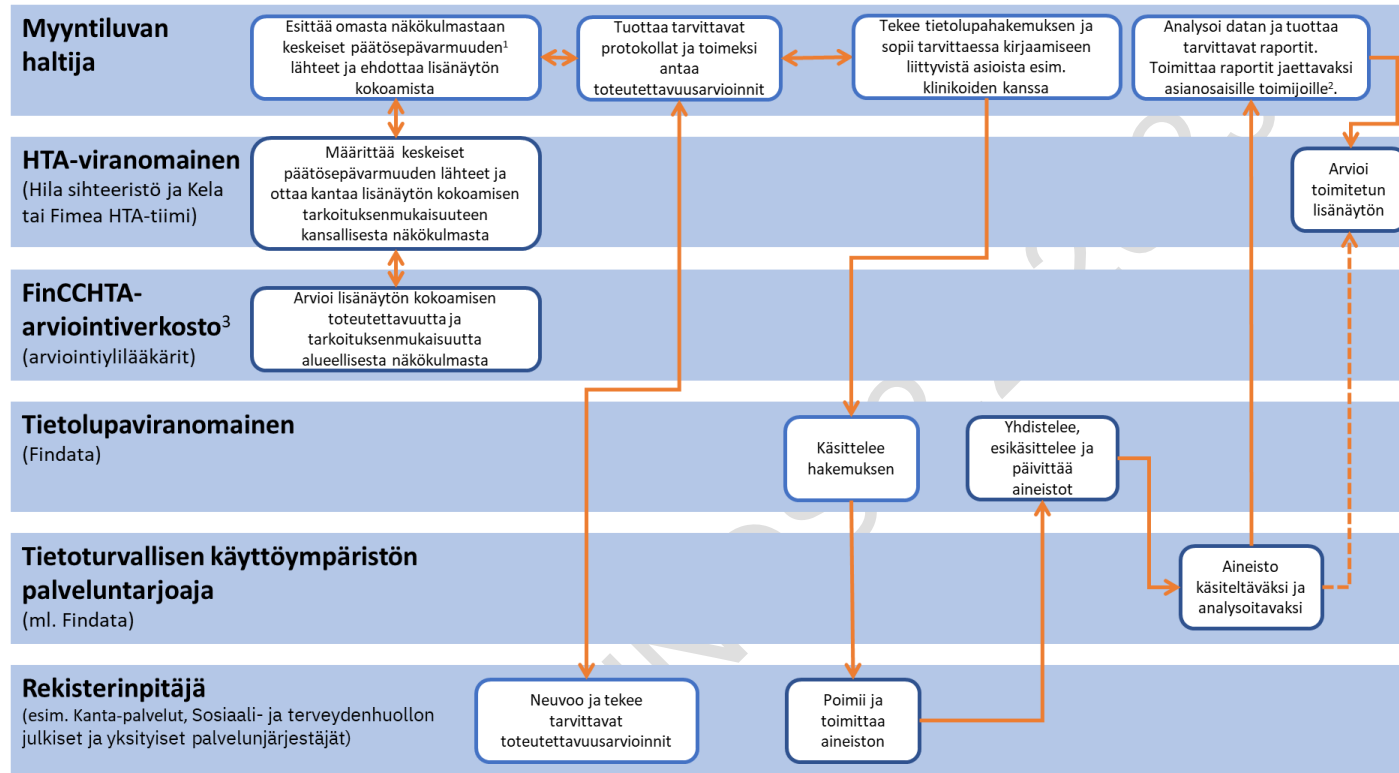 Myyntiluvan
haltija
Esittää omasta näkökulmastaan
keskeiset päätösepävarmuuden¹
lähteet ja ehdottaa lisänäytön
kokoamista
Tuottaa tarvittavat
protokollat ja toimeksi
antaa
toteutettavuusarvioinnit
Tekee tietolupahakemuksen ja
sopii tarvittaessa kirjaamiseen
liittyvistä asioista esim.
klinikoiden kanssa
Analysoi datan ja tuottaa
tarvittavat raportit.
Toimittaa raportit jaettavaksi
asianosaisille toimijoille².
HTA-viranomainen
(Hila sihteeristö ja Kela
tai Fimea HTA-tiimi)
Määrittää keskeiset
päätösepävarmuuden lähteet ja
ottaa kantaa lisänäytön kokoamisen
tarkoituksenmukaisuuteen
kansallisesta näkökulmasta
Arvioi
toimitetun
lisänäytön
FinCCHTA-
arviointiverkosto³
(arviointiylilääkärit)
Arvioi lisänäytön kokoamisen
toteutettavuutta ja
tarkoituksenmukaisuutta
alueellisesta näkökulmasta
Tietolupaviranomainen
(Findata)
Käsittelee
hakemuksen
Yhdistelee,
esikäsittelee ja
päivittää
aineistot
Tietoturvallisen käyttöympäristön
palveluntarjoaja
(ml. Findata)
Aineisto
käsiteltäväksi ja
analysoitavaksi
Rekisterinpitäjä
(esim. Kanta-palvelut, Sosiaali- ja terveydenhuollon
julkiset ja yksityiset palvelunjärjestäjät)
Neuvoo ja tekee
tarvittavat
toteutettavuusarvioinnit
Poimii ja
toimittaa
aineiston